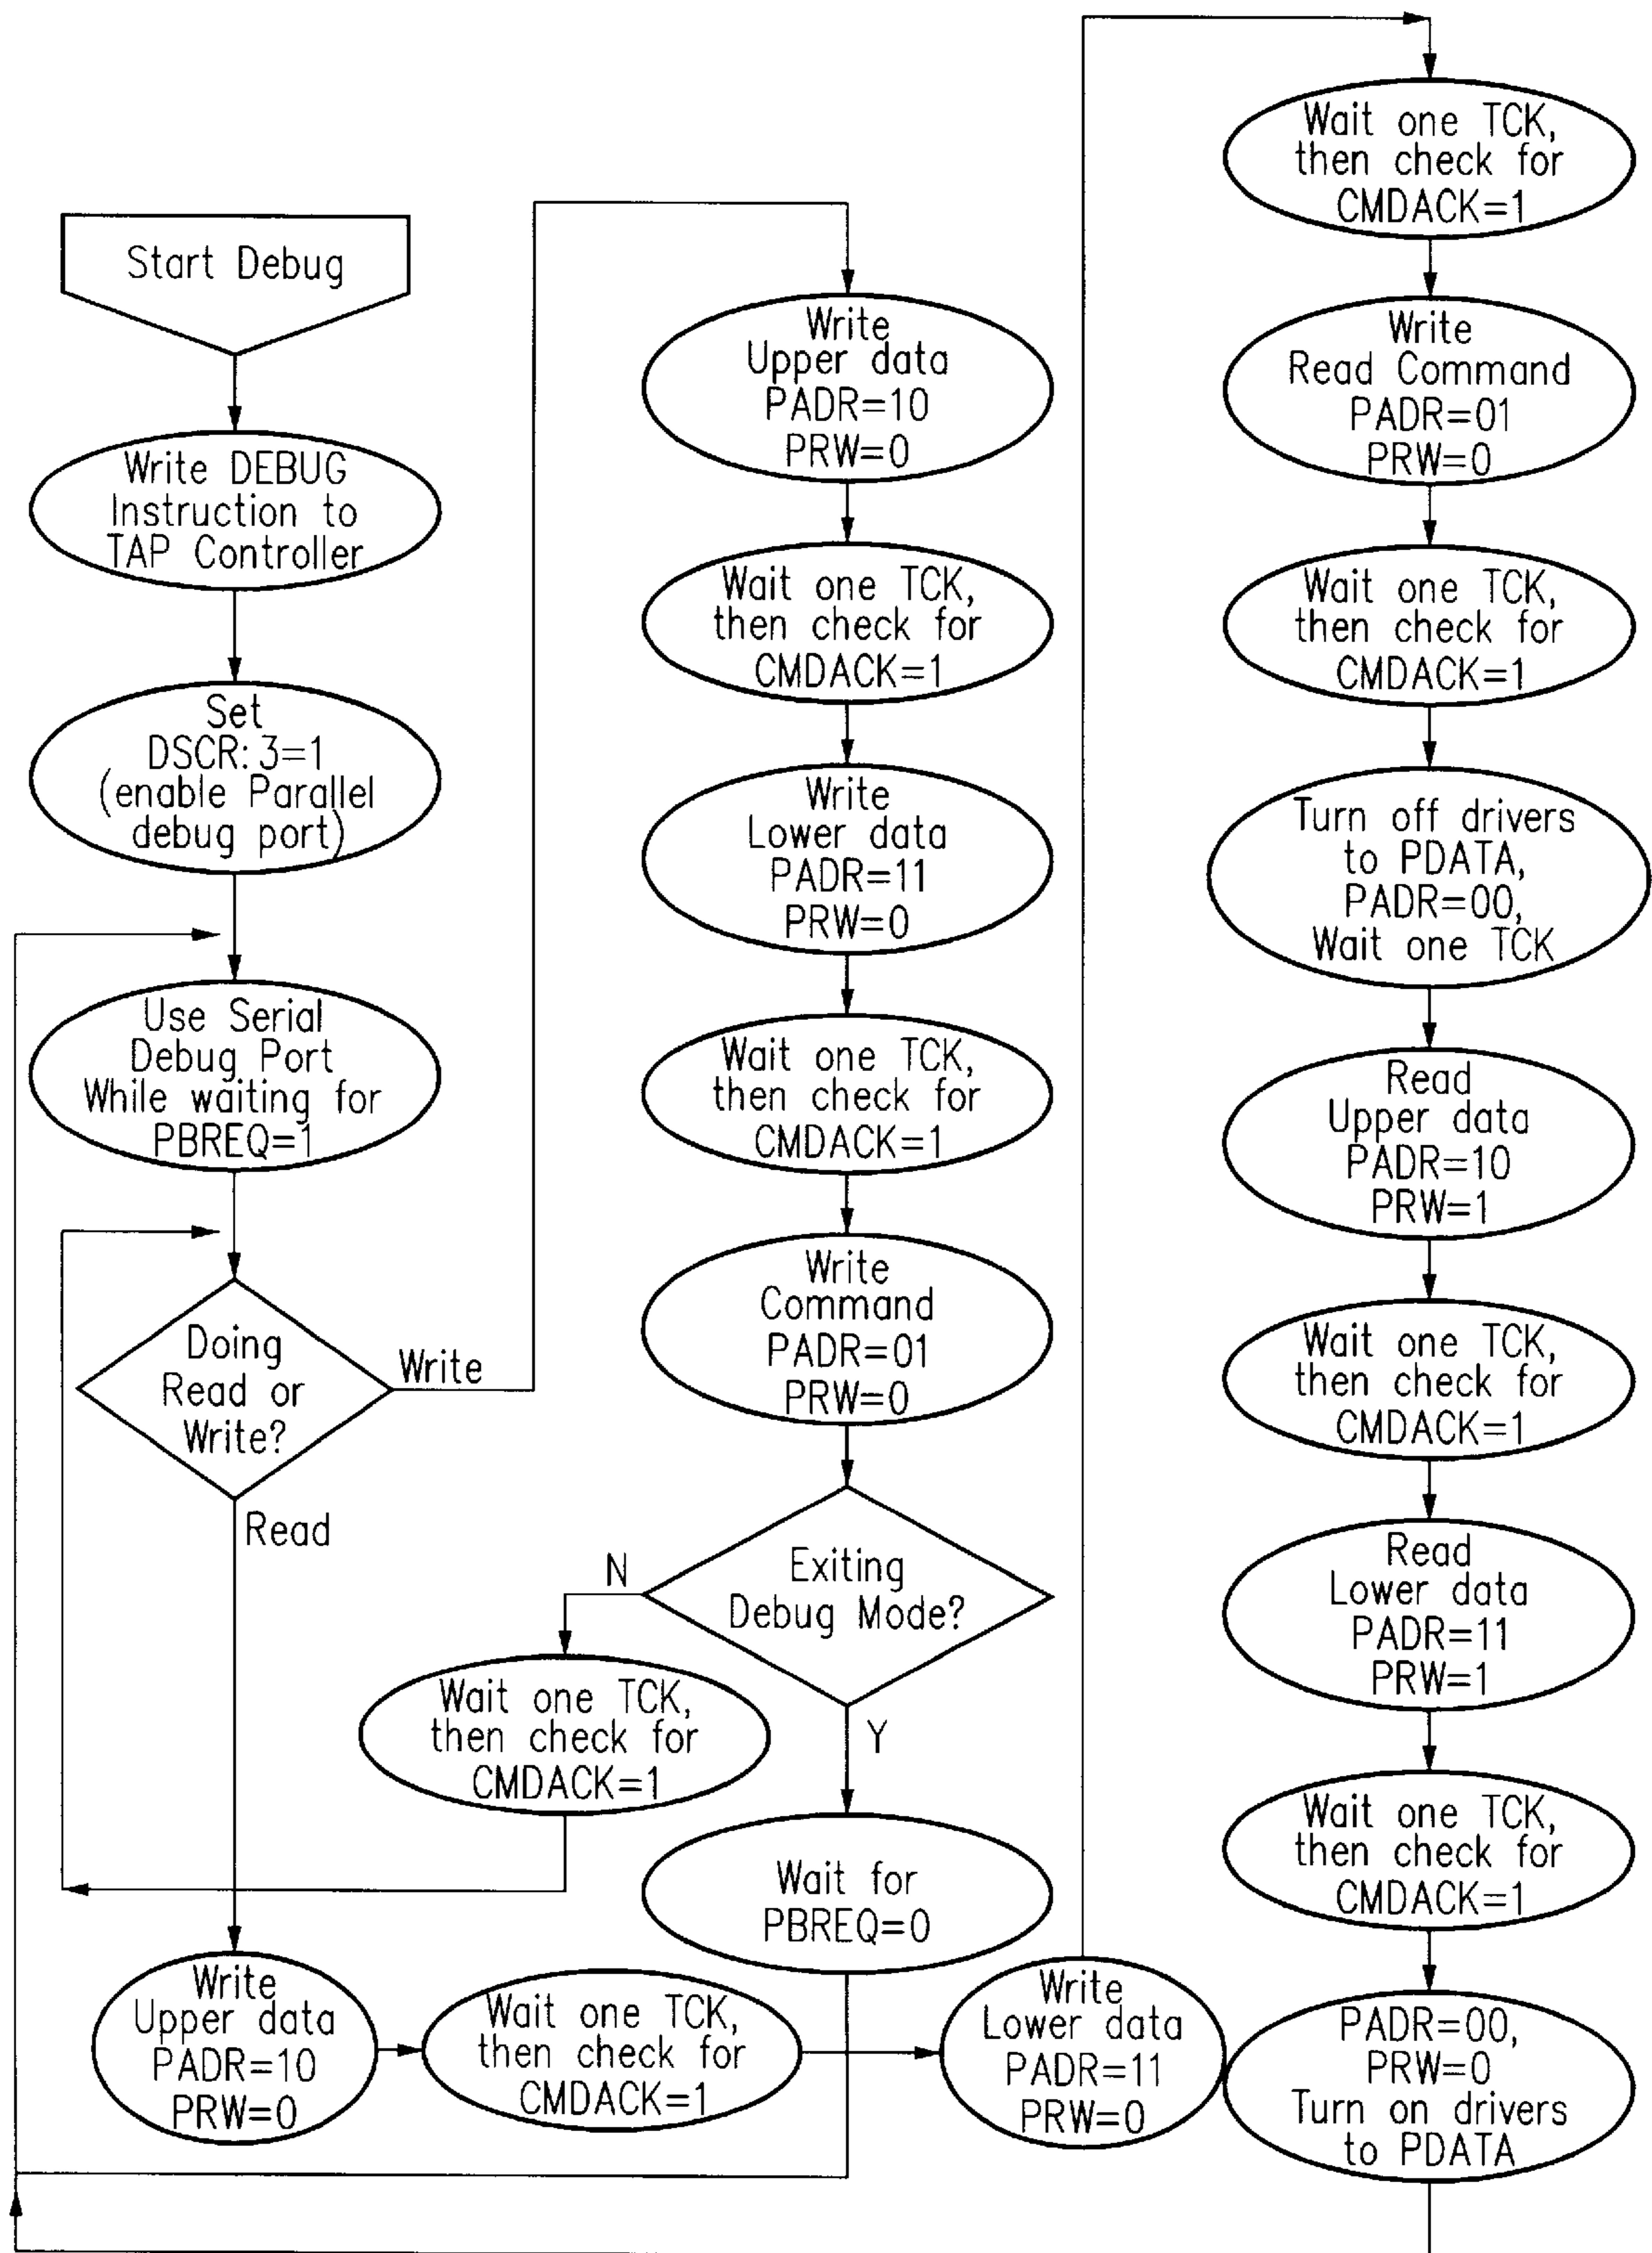 Start Debug
Write DEBUG
Instruction to
TAP Controller
Set
DSCR:3=1
(enable Parallel
debug port)
Use Serial
Debug Port
While waiting for
PBREQ=1
Doing
Read or
Write?
Write
Read
Write
Upper data
PADR=10
PRW=0
Wait one TCK,
then check for
CMDACK=1
Write
Lower data
PADR=11
PRW=0
Wait one TCK,
then check for
CMDACK=1
Write
Command
PADR=01
PRW=0
Exiting
Debug Mode?
N
Wait one TCK,
then check for
CMDACK=1
Y
Wait for
PBREQ=0
Write
Upper data
PADR=10
PRW=0
Wait one TCK,
then check for
CMDACK=1
Write
Lower data
PADR=11
PRW=0
Wait one TCK,
then check for
CMDACK=1
Write
Read Command
PADR=01
PRW=0
Wait one TCK,
then check for
CMDACK=1
Turn off drivers
to PDATA,
PADR=00,
Wait one TCK
Read
Upper data
PADR=10
PRW=1
Wait one TCK,
then check for
CMDACK=1
Read
Lower data
PADR=11
PRW=1
Wait one TCK,
then check for
CMDACK=1
PADR=00,
PRW=0
Turn on drivers
to PDATA